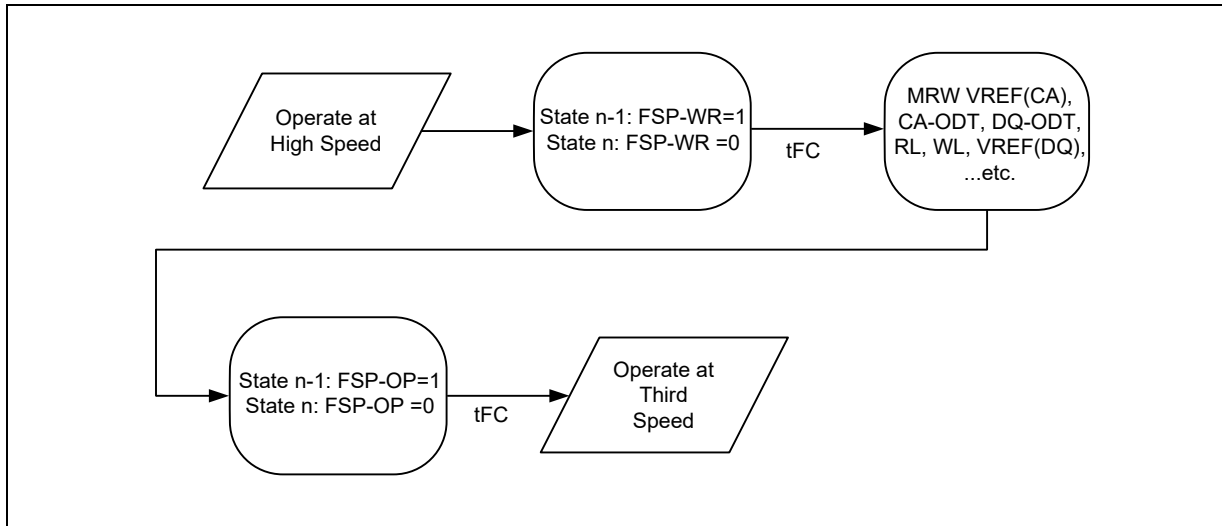 Operate at
High Speed
State n-1: FSP-WR=1
State n: FSP-WR =0
tFC
MRW VREF(CA),
CA-ODT, DQ-ODT,
RL, WL, VREF(DQ),
...etc.
State n-1: FSP-OP=1
State n: FSP-OP =0
tFC
Operate at
Third
Speed